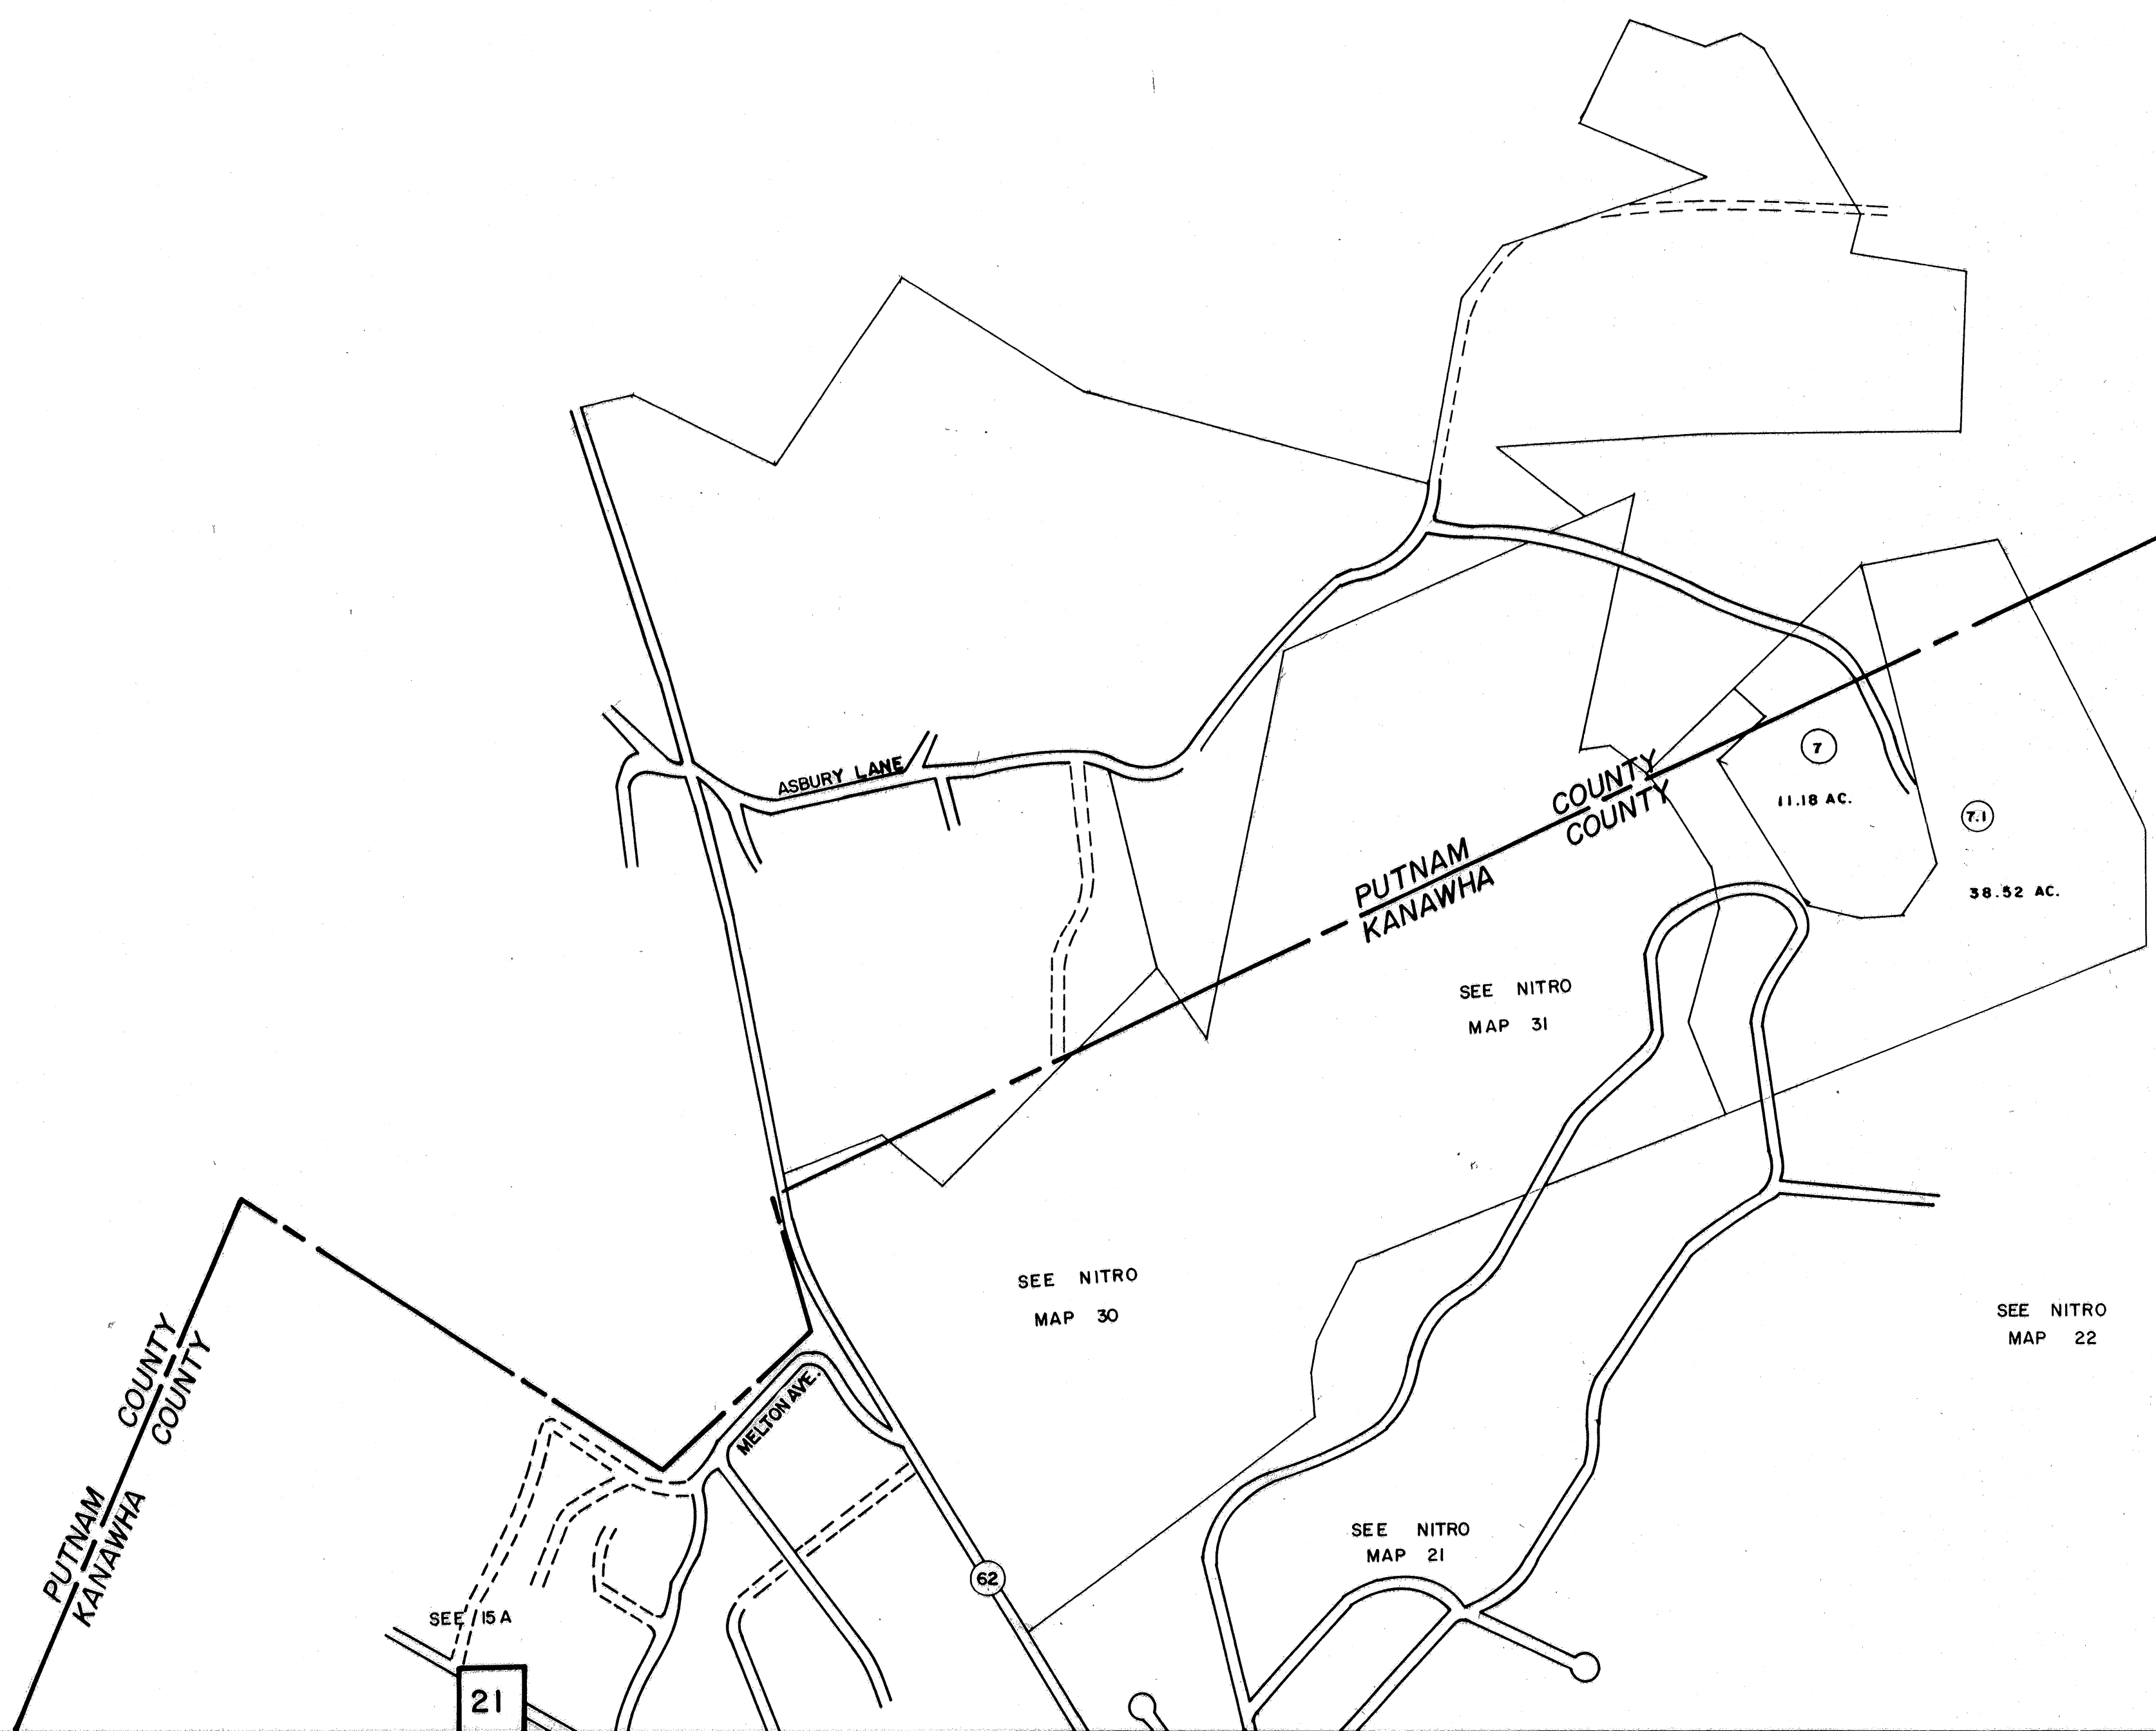 ASBURY LANE
7
11.18 AC.
7.1
38.52 AC.
PUTNAM COUNTY
KANAWHA COUNTY
SEE NITRO
MAP 31
SEE NITRO
MAP 30
SEE NITRO
MAP 22
MELTON AVE.
PUTNAM COUNTY
KANAWHA COUNTY
SEE NITRO
MAP 21
62
SEE 15A
21